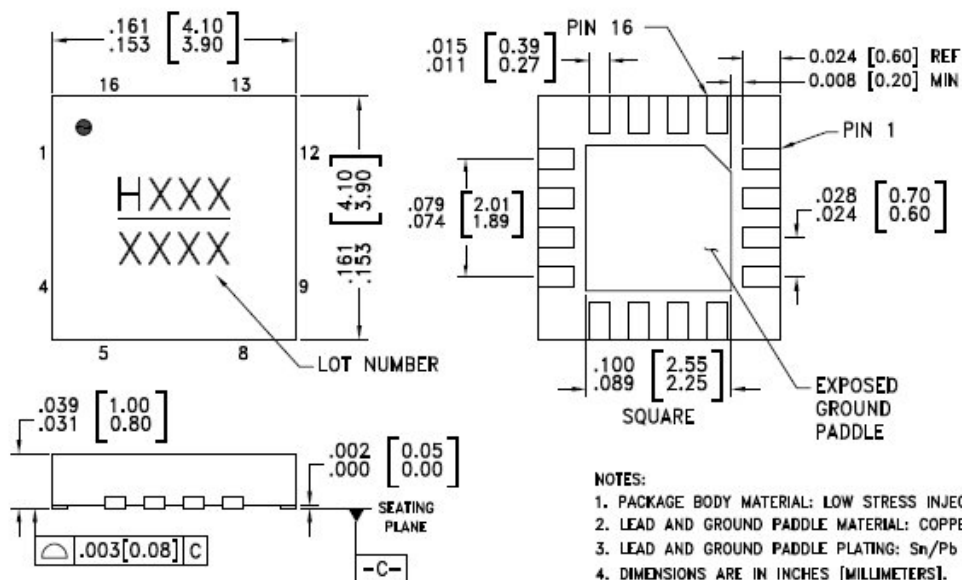 .161 [4.10]
.153 [3.90]
16 13
1
12
HXXX
XXXX
4
9
5 8
.161 [4.10]
.153 [3.90]
LOT NUMBER
PIN 16
.015 [0.39]
.011 [0.27]
0.024 [0.60] REF
0.008 [0.20] MIN
PIN 1
.079 [2.01]
.074 [1.89]
.028 [0.70]
.024 [0.60]
.100 [2.55]
.089 [2.25]
SQUARE
EXPOSED
GROUND
PADDLE
.039 [1.00]
.031 [0.80]
.002 [0.05]
.000 [0.00]
SEATING
PLANE
.003[0.08] C
-C-
NOTES:
1. PACKAGE BODY MATERIAL: LOW STRESS INJEC
2. LEAD AND GROUND PADDLE MATERIAL: COPPE
3. LEAD AND GROUND PADDLE PLATING: Sn/Pb
4. DIMENSIONS ARE IN INCHES [MILLIMETERS].